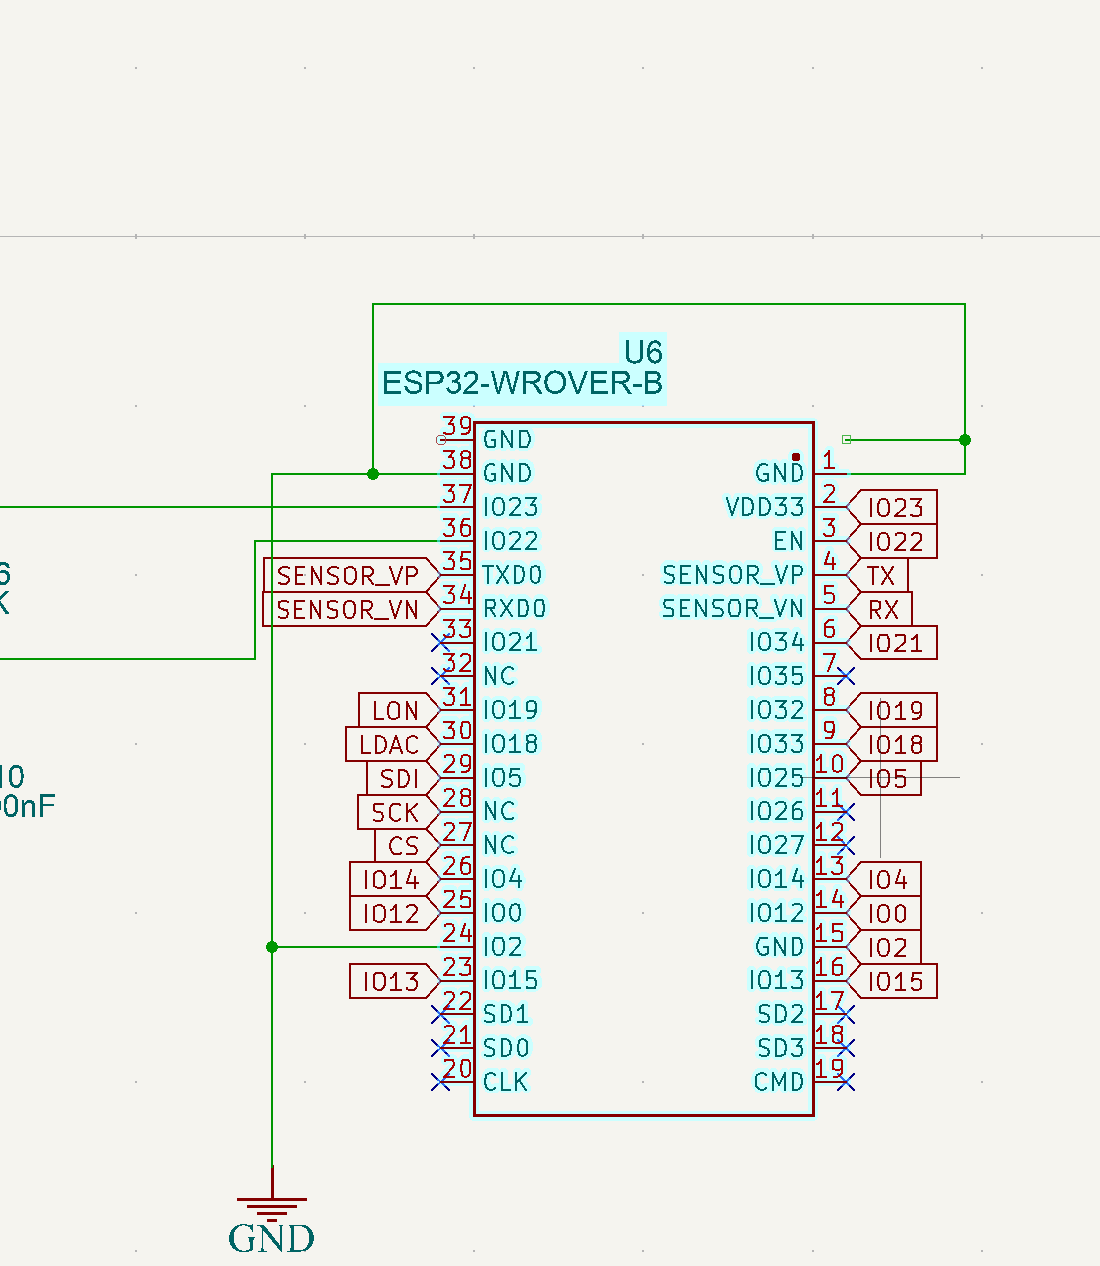 U6
ESP32-WROVER-B
39 GND
38 GND GND 1
37 IO23 VDD33 2 IO23
36 IO22 EN 3 IO22
SENSOR_VP 35 TXD0 SENSOR_VP 4 TX
SENSOR_VN 34 RXD0 SENSOR_VN 5 RX
33 IO21 IO34 6 IO21
32 NC IO35 7
LON 31 IO19 IO32 8 IO19
LDAC 30 IO18 IO33 9 IO18
SDI 29 IO5 IO25 10 IO5
SCK 28 NC IO26 11
CS 27 NC IO27 12
IO14 26 IO4 IO14 13 IO4
IO12 25 IO0 IO12 14 IO0
24 IO2 GND 15 IO2
IO13 23 IO15 IO13 16 IO15
22 SD1 SD2 17
21 SD0 SD3 18
20 CLK CMD 19
GND